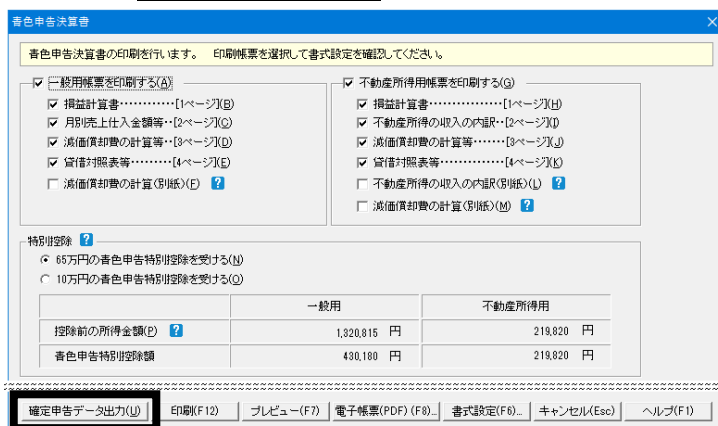 青色申告決算書
青色申告決算書の印刷を行います。 印刷帳票を選択して書式設定を確認してください。
一般用帳票を印刷する(A)
損益計算書‥‥‥‥‥‥[1ページ](B)
月別売上仕入金額等‥[2ページ](C)
減価償却費の計算等‥[3ページ](D)
貸借対照表等‥‥‥‥‥[4ページ](E)
減価償却費の計算(別紙)(F) ?
不動産所得用帳票を印刷する(G)
損益計算書‥‥‥‥‥‥‥[1ページ](H)
不動産所得の収入の内訳‥[2ページ](I)
減価償却費の計算等‥‥‥[3ページ](J)
貸借対照表等‥‥‥‥‥‥[4ページ](K)
不動産所得の収入の内訳(別紙)(L) ?
減価償却費の計算(別紙)(M) ?
特別控除 ?
65万円の青色申告特別控除を受ける(N)
10万円の青色申告特別控除を受ける(O)
一般用 不動産所得用
控除前の所得金額(P) ? 1,320,815 円 219,820 円
青色申告特別控除額 430,180 円 219,820 円
確定申告データ出力(U) 印刷(F12) プレビュー(F7) 電子帳票(PDF)(F8)... 書式設定(F6)... キャンセル(Esc) ヘルプ(F1)